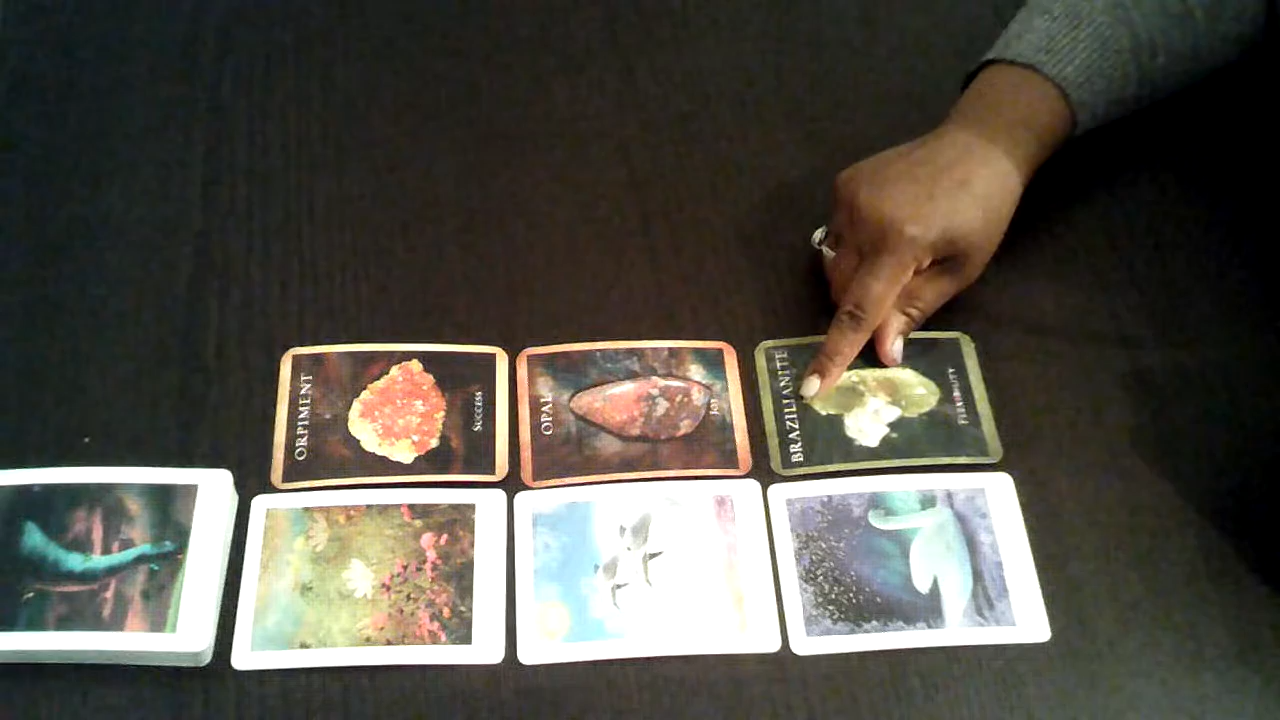 ORPIMENT
SUCCESS
OPAL
JOY
BRAZILIANITE
FLEXIBILITY